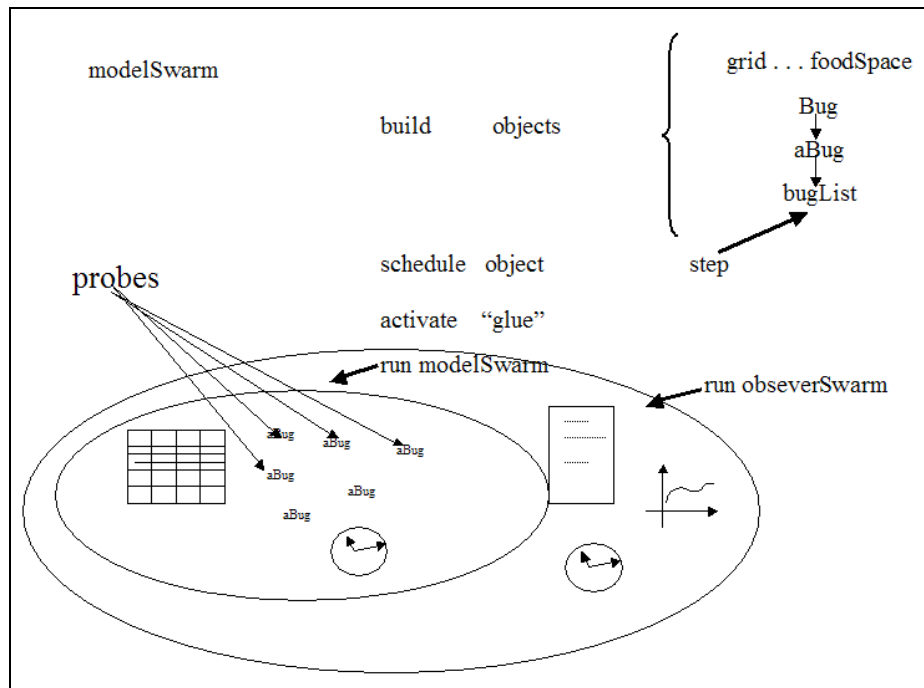 modelSwarm
grid . . . foodSpace
Bug
build objects
aBug
bugList
schedule object
step
probes
activate “glue”
run modelSwarm
run obseverSwarm
aBug
aBug
aBug
aBug
aBug
aBug